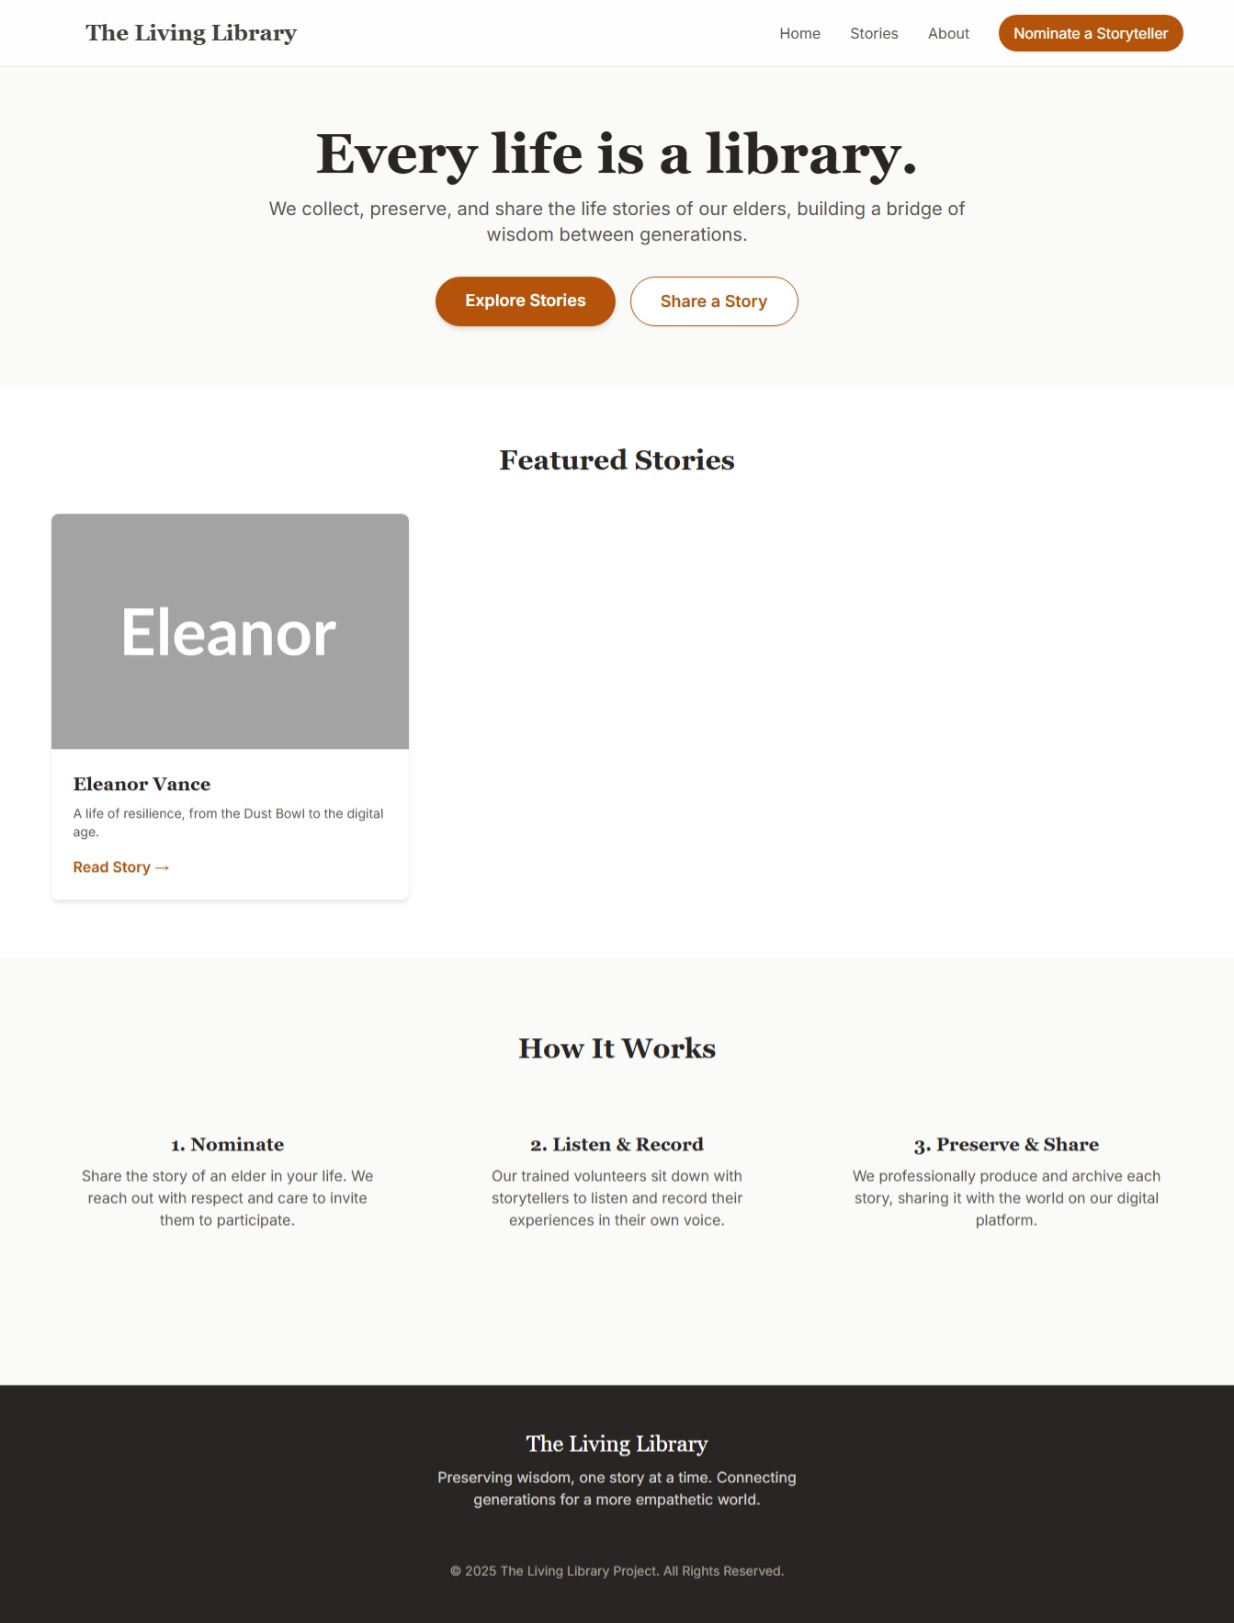 The Living Library
Home
Stories
About
Nominate a Storyteller
Every life is a library.
We collect, preserve, and share the life stories of our elders, building a bridge of
wisdom between generations.
Explore Stories
Share a Story
Featured Stories
Eleanor
Eleanor Vance
A life of resilience, from the Dust Bowl to the digital
age.
Read Story →
How It Works
1. Nominate
Share the story of an elder in your life. We
reach out with respect and care to invite
them to participate.
2. Listen & Record
Our trained volunteers sit down with
storytellers to listen and record their
experiences in their own voice.
3. Preserve & Share
We professionally produce and archive each
story, sharing it with the world on our digital
platform.
The Living Library
Preserving wisdom, one story at a time. Connecting
generations for a more empathetic world.
© 2025 The Living Library Project. All Rights Reserved.